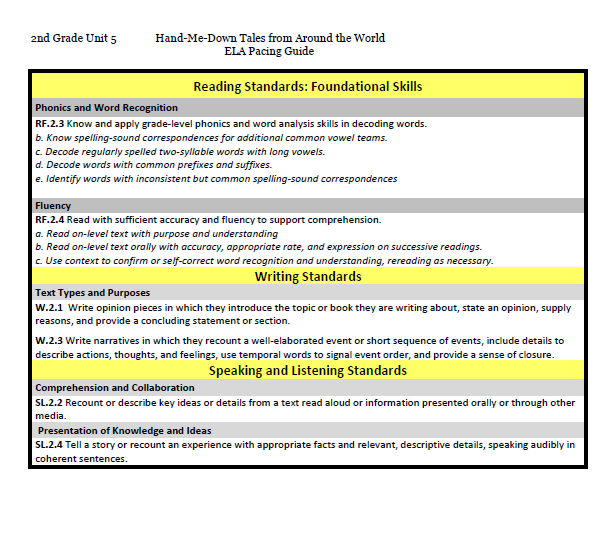 2nd Grade Unit 5 Hand-Me-Down Tales from Around the World
ELA Pacing Guide
Reading Standards: Foundational Skills
Phonics and Word Recognition
RF.2.3 Know and apply grade-level phonics and word analysis skills in decoding words.
b. Know spelling-sound correspondences for additional common vowel teams.
c. Decode regularly spelled two-syllable words with long vowels.
d. Decode words with common prefixes and suffixes.
e. Identify words with inconsistent but common spelling-sound correspondences
Fluency
RF.2.4 Read with sufficient accuracy and fluency to support comprehension.
a. Read on-level text with purpose and understanding
b. Read on-level text orally with accuracy, appropriate rate, and expression on successive readings.
c. Use context to confirm or self-correct word recognition and understanding, rereading as necessary.
Writing Standards
Text Types and Purposes
W.2.1 Write opinion pieces in which they introduce the topic or book they are writing about, state an opinion, supply
reasons, and provide a concluding statement or section.
W.2.3 Write narratives in which they recount a well-elaborated event or short sequence of events, include details to
describe actions, thoughts, and feelings, use temporal words to signal event order, and provide a sense of closure.
Speaking and Listening Standards
Comprehension and Collaboration
SL.2.2 Recount or describe key ideas or details from a text read aloud or information presented orally or through other
media.
Presentation of Knowledge and Ideas
SL.2.4 Tell a story or recount an experience with appropriate facts and relevant, descriptive details, speaking audibly in
coherent sentences.